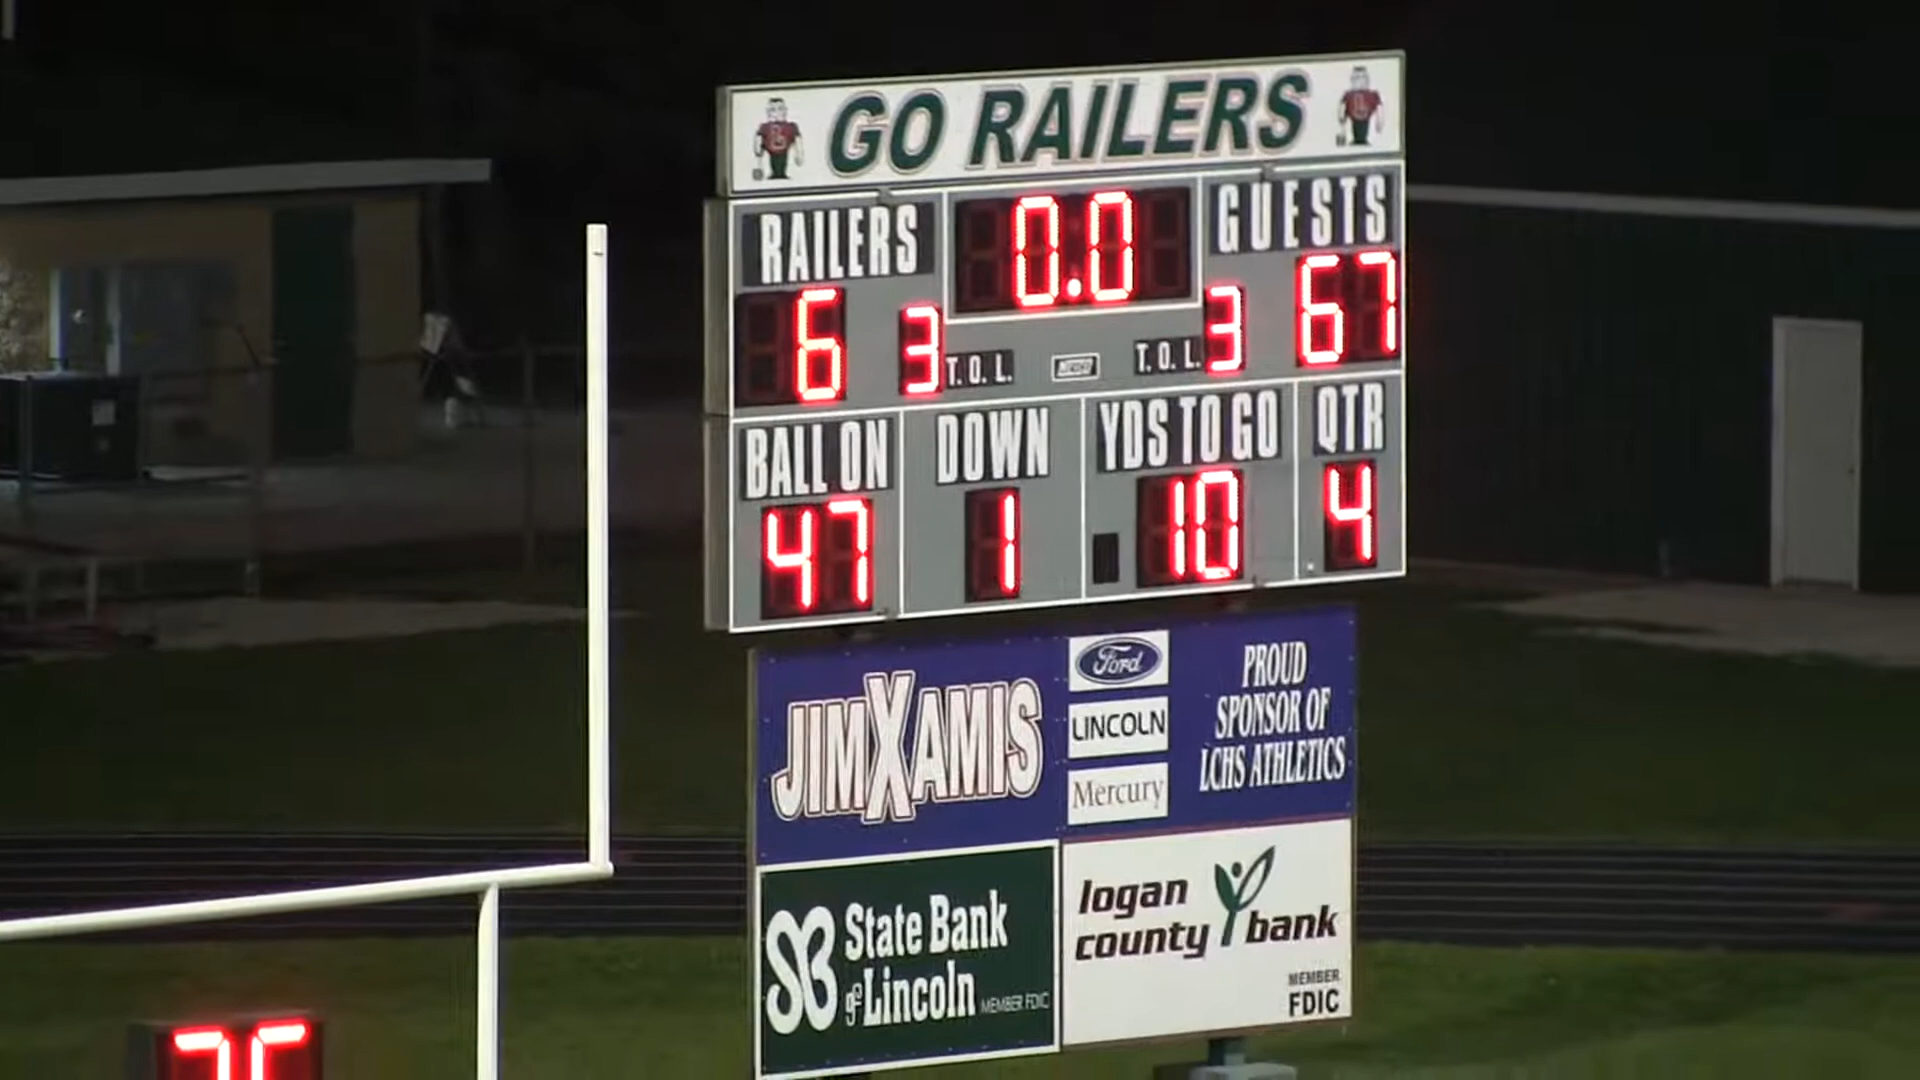 GO RAILERS
RAILERS
0.0
GUESTS
6
3
T.O.L.
T.O.L.
3
67
BALL ON
DOWN
YDS TO GO
QTR
47
1
10
4
JIMXAMIS
Ford
LINCOLN
Mercury
PROUD
SPONSOR OF
LCHS ATHLETICS
State Bank
of Lincoln
MEMBER FDIC
logan
county bank
MEMBER
FDIC